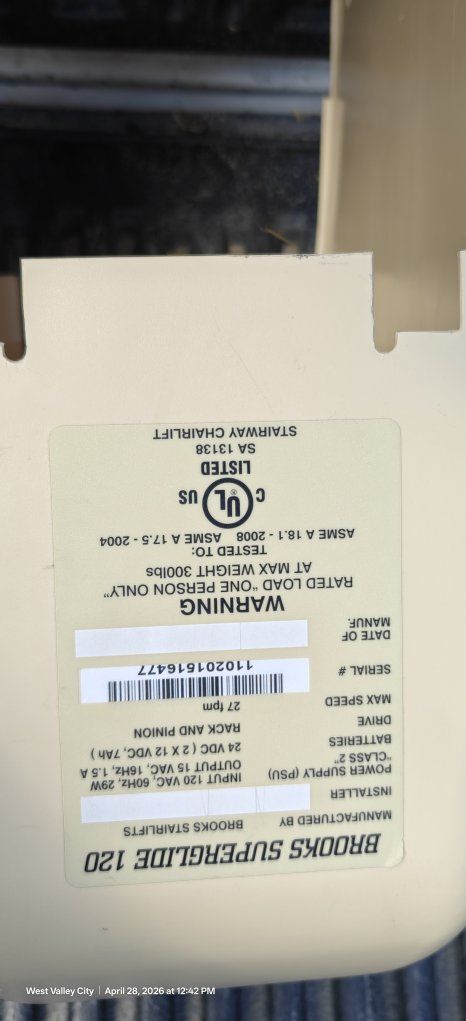 BROOKS SUPERGLIDE 120
MANUFACTURED BY BROOKS STAIRLIFTS
INSTALLER
POWER SUPPLY (PSU) INPUT 120 VAC, 60Hz, 29W
"CLASS 2" OUTPUT 15 VAC, 16HZ, 1.5 A
BATTERIES 24 VDC ( 2 X 12 VDC, 7Ah )
DRIVE RACK AND PINION
MAX SPEED 27 fpm
SERIAL # 110201516477
DATE OF
MANUF:
WARNING
RATED LOAD "ONE PERSON ONLY"
AT MAX WEIGHT 300lbs
TESTED TO:
ASME A 18.1 - 2008 ASME A 17.5 - 2004
C UL ® US
LISTED
SA 13138
STAIRWAY CHAIRLIFT
West Valley City | April 28, 2026 at 12:42 PM